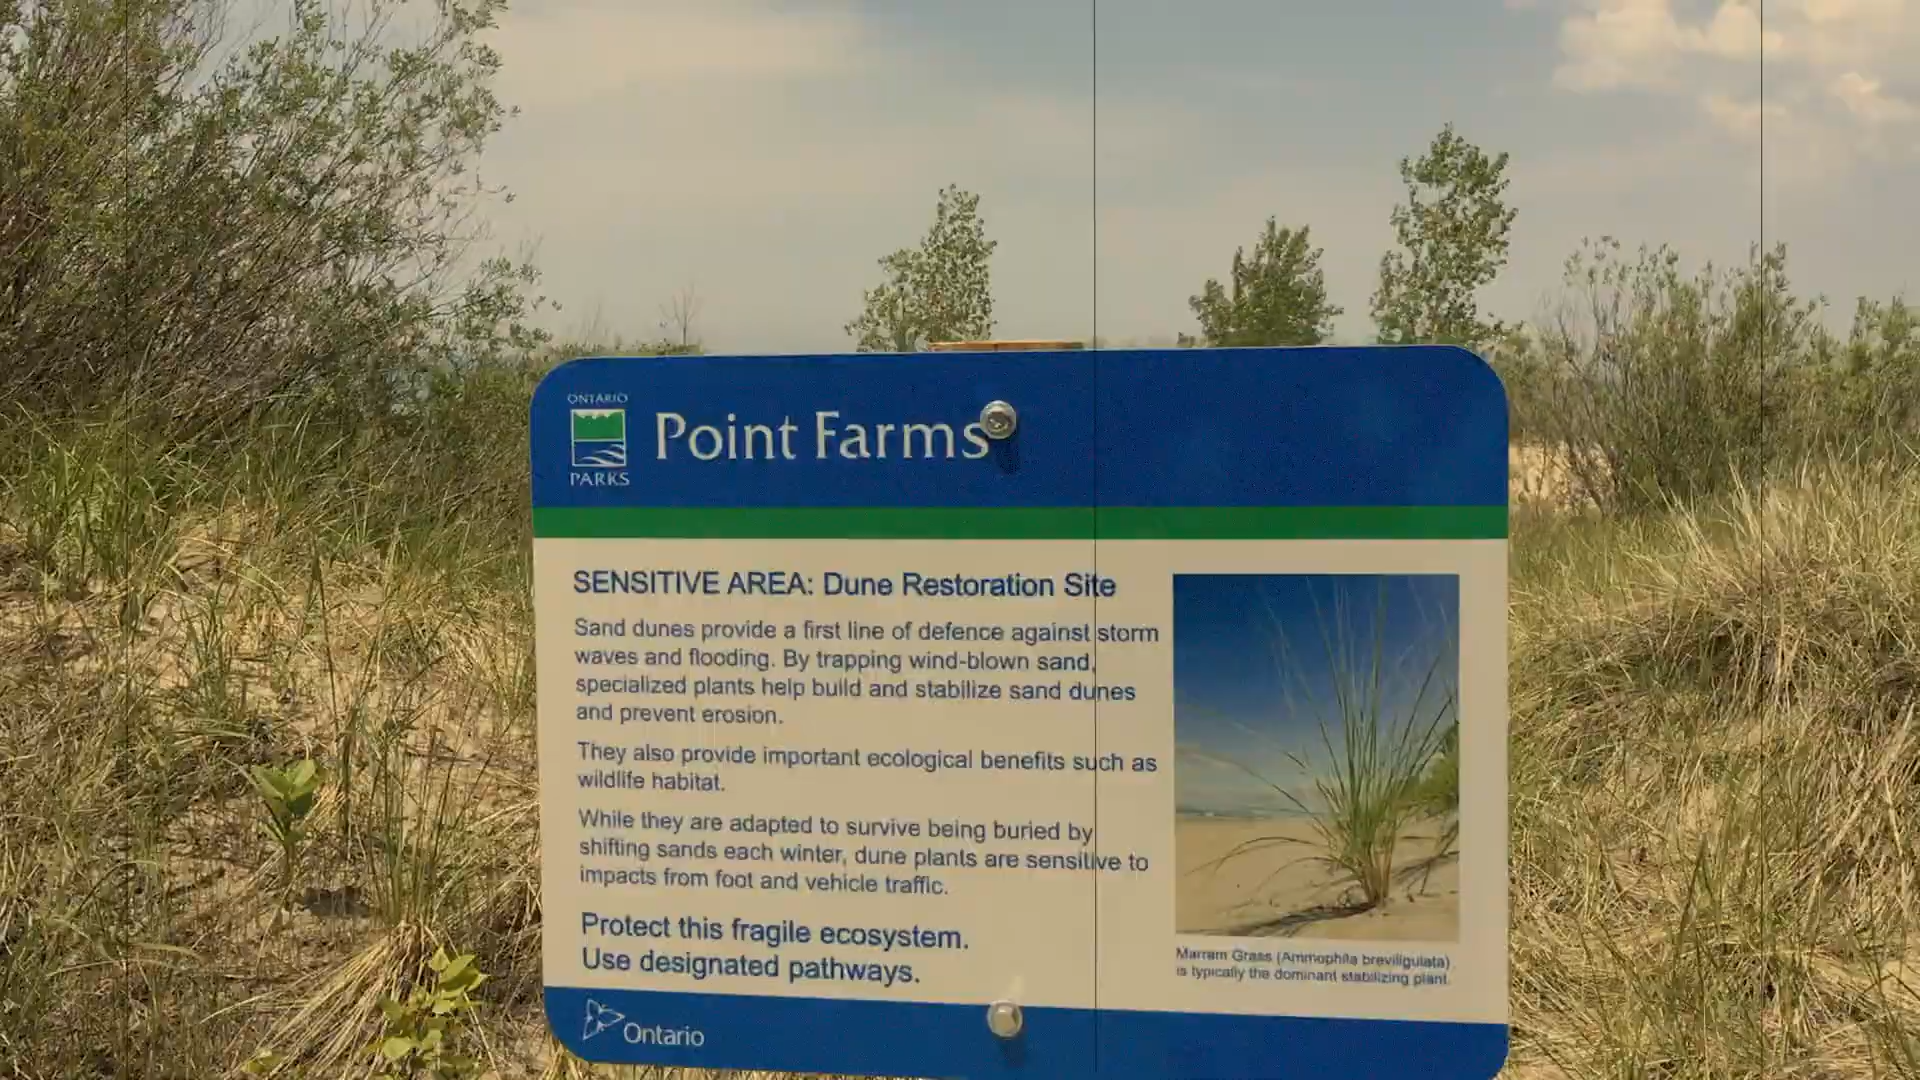 ONTARIO
PARKS
Point Farms
SENSITIVE AREA: Dune Restoration Site
Sand dunes provide a first line of defence against storm
waves and flooding. By trapping wind-blown sand,
specialized plants help build and stabilize sand dunes
and prevent erosion.
They also provide important ecological benefits such as
wildlife habitat.
While they are adapted to survive being buried by
shifting sands each winter, dune plants are sensitive to
impacts from foot and vehicle traffic.
Protect this fragile ecosystem.
Use designated pathways.
Marram Grass (Ammophila breviligulata)
is typically the dominant stabilizing plant.
Ontario